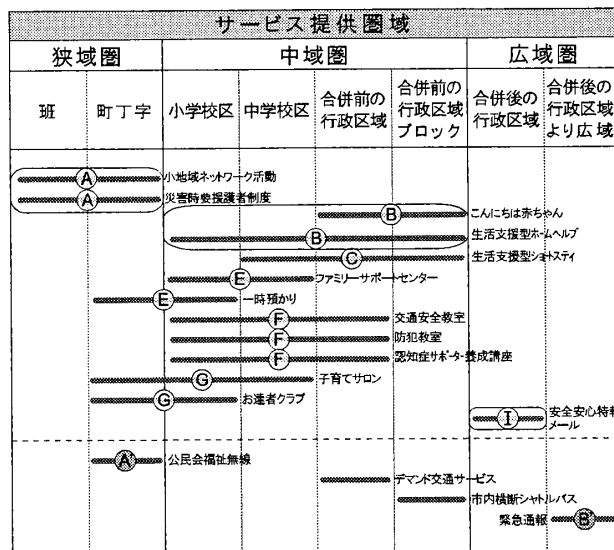 サービス提供圏域
狭域圏 中域圏 広域圏
班 町丁字 小学校区 中学校区 合併前の行政区域 合併前の行政区域ブロック 合併後の行政区域 合併後の行政区域より広域
A 小地域ネットワーク活動
A 災害時要援護者制度
B こんにちは赤ちゃん
B 生活支援型ホームヘルプ
C 生活支援型ショートスティ
E ファミリーサポートセンター
E 一時預かり
F 交通安全教室
F 防犯教室
F 認知症サポーター養成講座
G 子育てサロン
G お達者クラブ
I 安全安心特報
メール
A' 公民会福祉無線
デマンド交通サービス
市内横断シャトルバス
緊急通報 B'